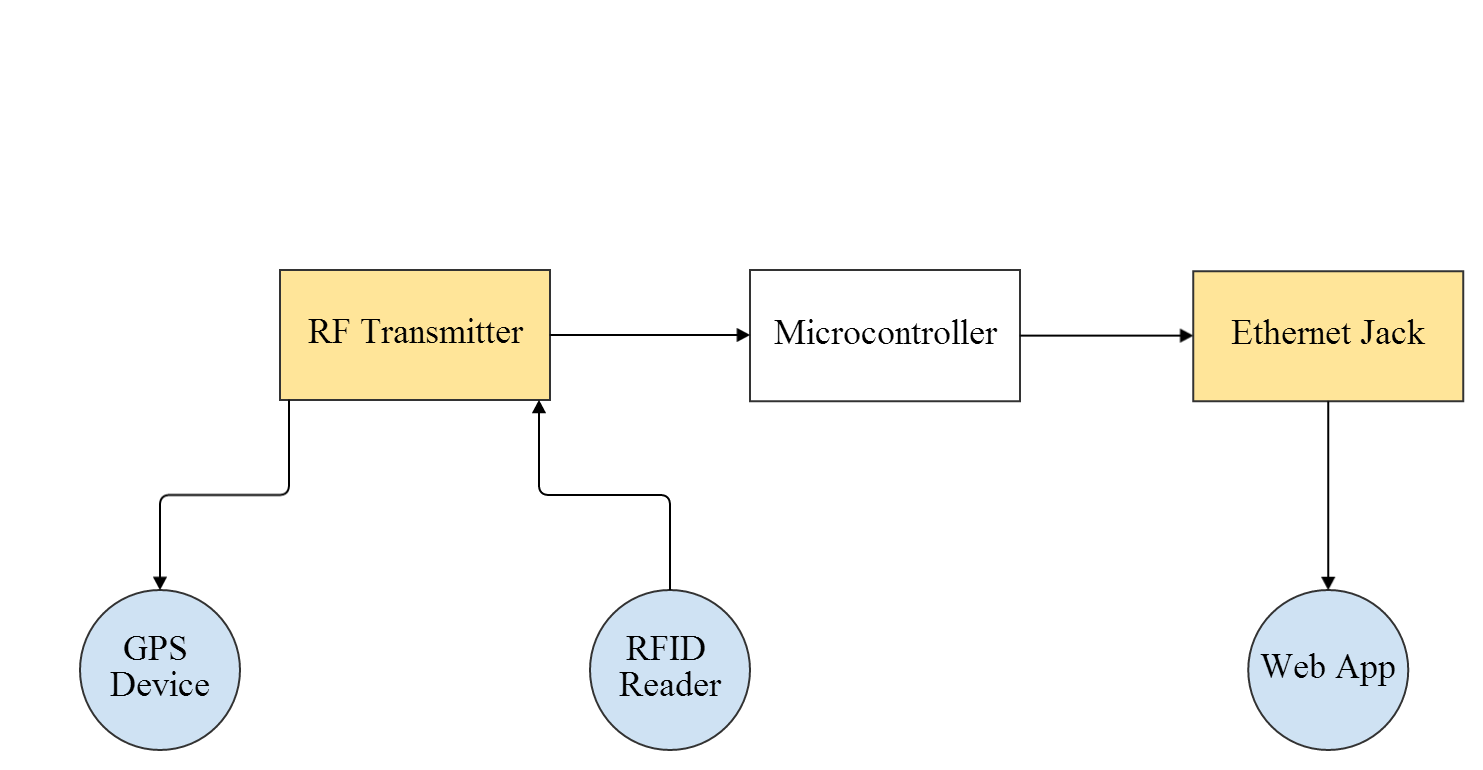 RF Transmitter
Microcontroller
Ethernet Jack
GPS
Device
RFID
Reader
Web App